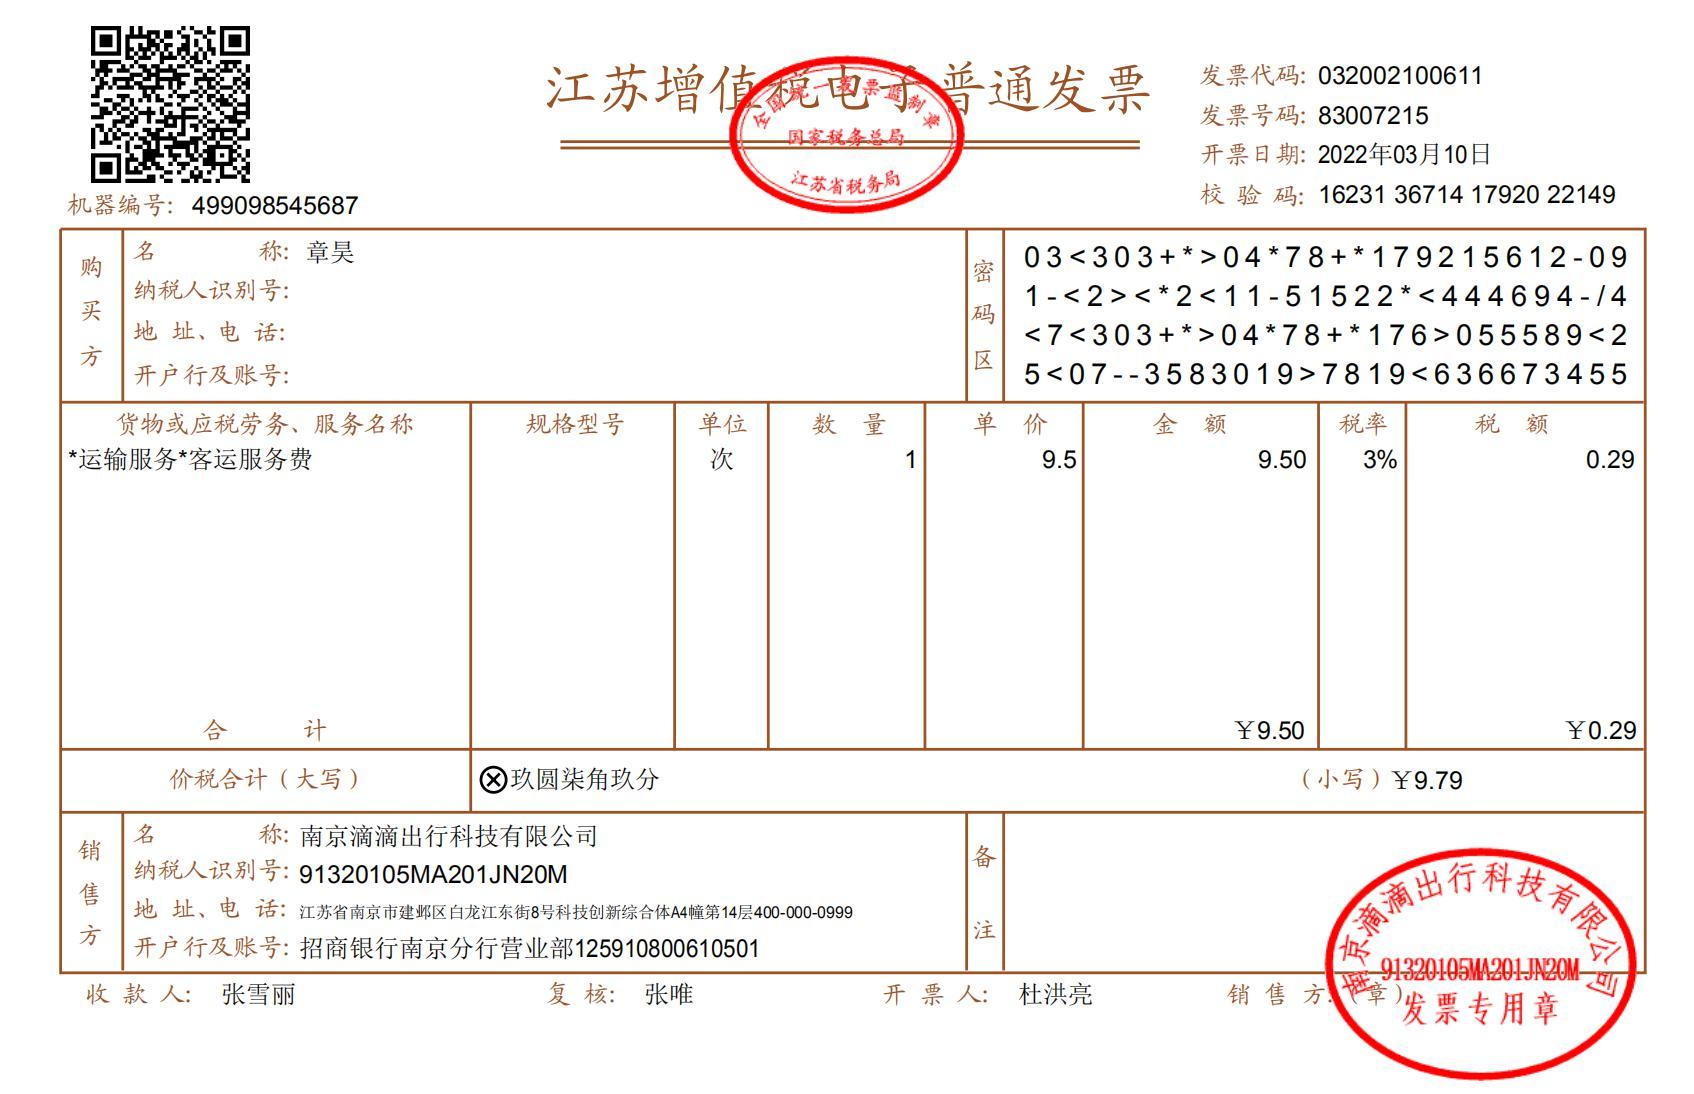 江苏增值税电子普通发票
全国统一发票监制章
国家税务总局
江苏省税务局
发票代码: 032002100611
发票号码: 83007215
开票日期: 2022年03月10日
校验码: 16231 36714 17920 22149
机器编号: 499098545687
购买方
名称: 章昊
纳税人识别号:
地址、电话:
开户行及账号:
密码区
03<303+*>04*78+*179215612-09
1-<2><*2<11-51522*<444694-/4
<7<303+*>04*78+*176>055589<2
5<07--3583019>7819<636673455
货物或应税劳务、服务名称 规格型号 单位 数量 单价 金额 税率 税额
*运输服务*客运服务费 次 1 9.5 9.50 3% 0.29
合计 ￥9.50 ￥0.29
价税合计（大写） ⊗玖圆柒角玖分 （小写）￥9.79
销售方
名称: 南京滴滴出行科技有限公司
纳税人识别号: 91320105MA201JN20M
地址、电话: 江苏省南京市建邺区白龙江东街8号科技创新综合体A4幢第14层400-000-0999
开户行及账号: 招商银行南京分行营业部125910800610501
备注
收款人: 张雪丽 复核: 张唯 开票人: 杜洪亮 销售方:（章）
南京滴滴出行科技有限公司
91320105MA201JN20M
发票专用章